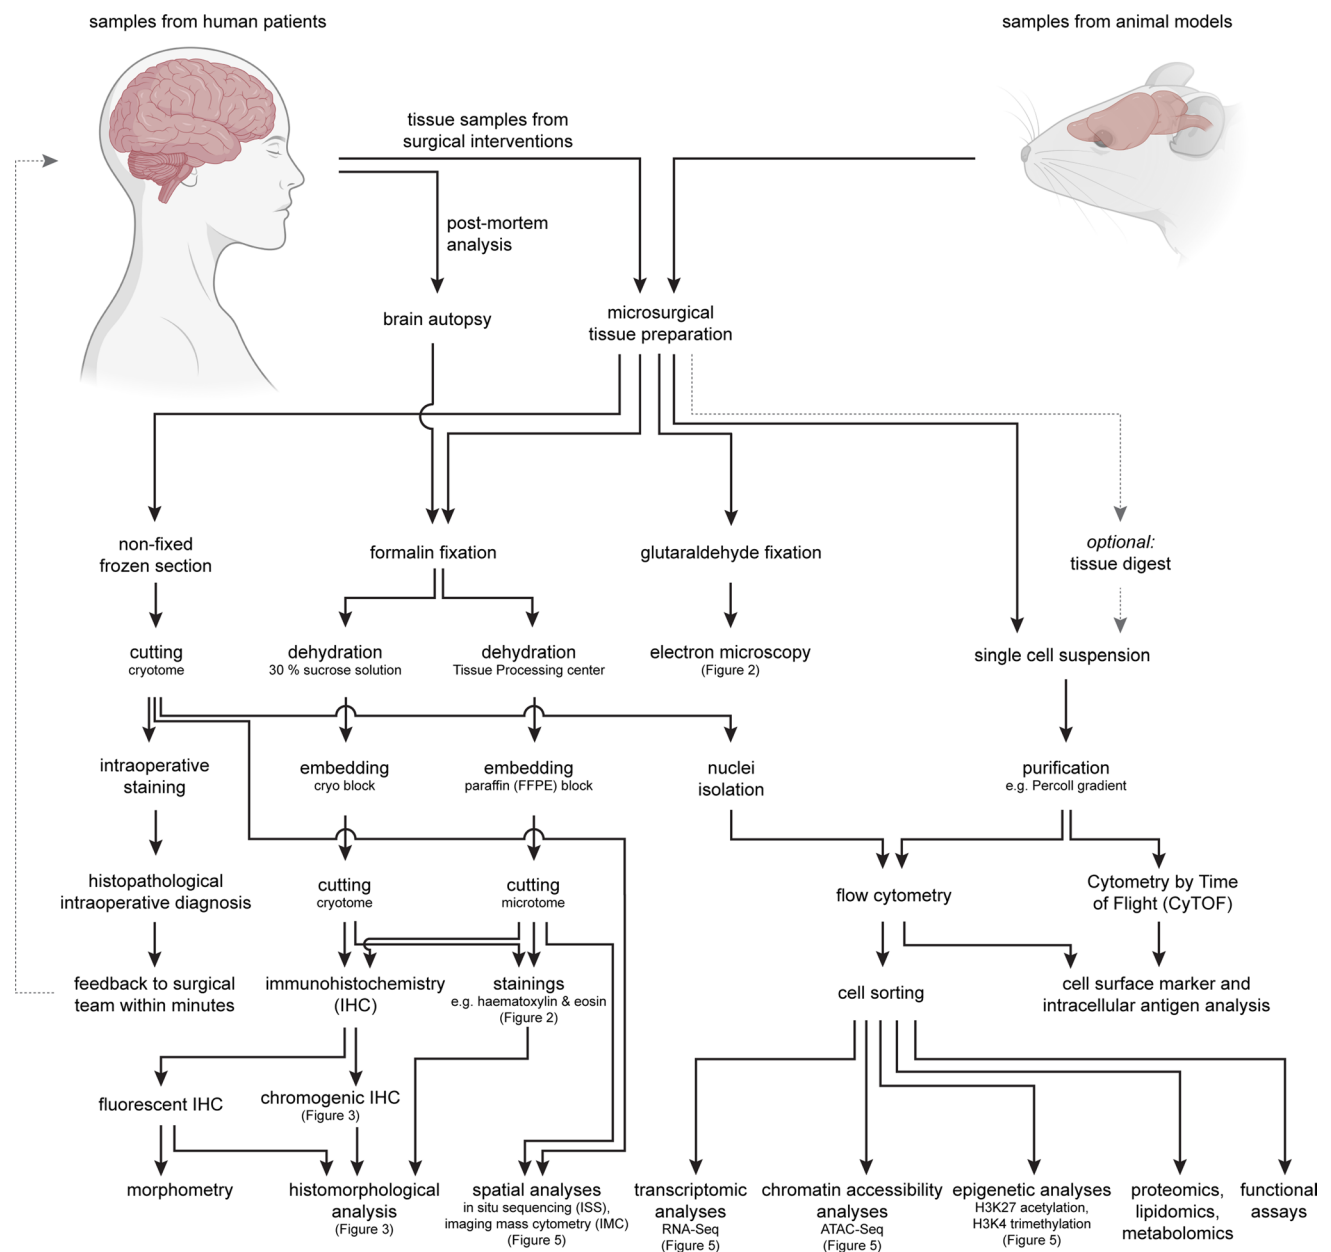 samples from human patients
samples from animal models
tissue samples from
surgical interventions
post-mortem
analysis
brain autopsy
microsurgical
tissue preparation
non-fixed
frozen section
formalin fixation
glutaraldehyde fixation
optional:
tissue digest
cutting
cryotome
dehydration
30 % sucrose solution
dehydration
Tissue Processing center
electron microscopy
(Figure 2)
single cell suspension
intraoperative
staining
embedding
cryo block
embedding
paraffin (FFPE) block
nuclei
isolation
purification
e.g. Percoll gradient
histopathological
intraoperative diagnosis
cutting
cryotome
cutting
microtome
flow cytometry
Cytometry by Time
of Flight (CyTOF)
feedback to surgical
team within minutes
immunohistochemistry
(IHC)
stainings
e.g. haematoxylin & eosin
(Figure 2)
cell sorting
cell surface marker and
intracellular antigen analysis
fluorescent IHC
chromogenic IHC
(Figure 3)
morphometry
histomorphological
analysis
(Figure 3)
spatial analyses
in situ sequencing (ISS),
imaging mass cytometry (IMC)
(Figure 5)
transcriptomic
analyses
RNA-Seq
(Figure 5)
chromatin accessibility
analyses
ATAC-Seq
(Figure 5)
epigenetic analyses
H3K27 acetylation,
H3K4 trimethylation
(Figure 5)
proteomics,
lipidomics,
metabolomics
functional
assays